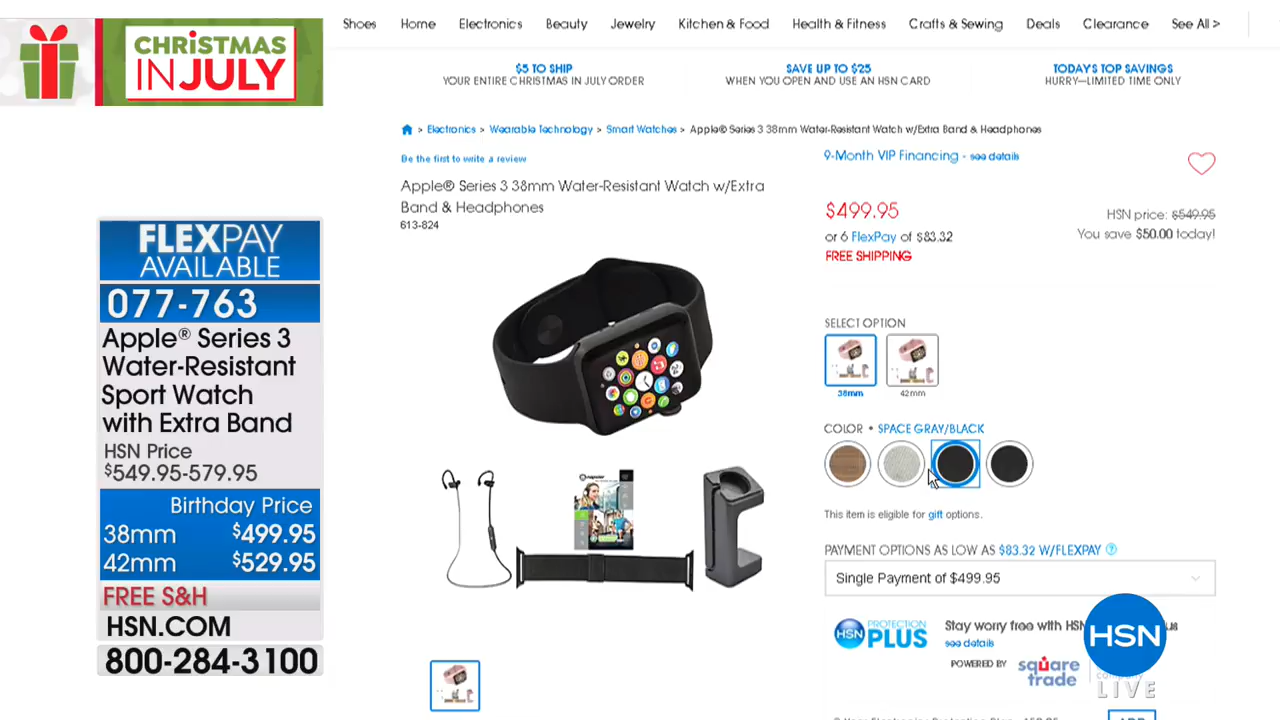 CHRISTMAS
IN JULY
Shoes Home Electronics Beauty Jewelry Kitchen & Food Health & Fitness Crafts & Sewing Deals Clearance See All >
$5 TO SHIP
YOUR ENTIRE CHRISTMAS IN JULY ORDER
SAVE UP TO $25
WHEN YOU OPEN AND USE AN HSN CARD
TODAY'S TOP SAVINGS
HURRY—LIMITED TIME ONLY
> Electronics > Wearable Technology > Smart Watches > Apple® Series 3 38mm Water-Resistant Watch w/Extra Band & Headphones
Be the first to write a review
Apple® Series 3 38mm Water-Resistant Watch w/Extra
Band & Headphones
613-824
9-Month VIP Financing - see details
$499.95
or 6 FlexPay of $83.32
FREE SHIPPING
HSN price: $549.95
You save $50.00 today!
SELECT OPTION
38mm 42mm
COLOR • SPACE GRAY/BLACK
This item is eligible for gift options.
PAYMENT OPTIONS AS LOW AS $83.32 W/FLEXPAY ?
Single Payment of $499.95
HSN PROTECTION
PLUS
Stay worry free with HSN
see details
POWERED BY
square
trade
FLEXPAY
AVAILABLE
077-763
Apple® Series 3
Water-Resistant
Sport Watch
with Extra Band
HSN Price
$549.95-579.95
Birthday Price
38mm $499.95
42mm $529.95
FREE S&H
HSN.COM
800-284-3100
HSN
LIVE